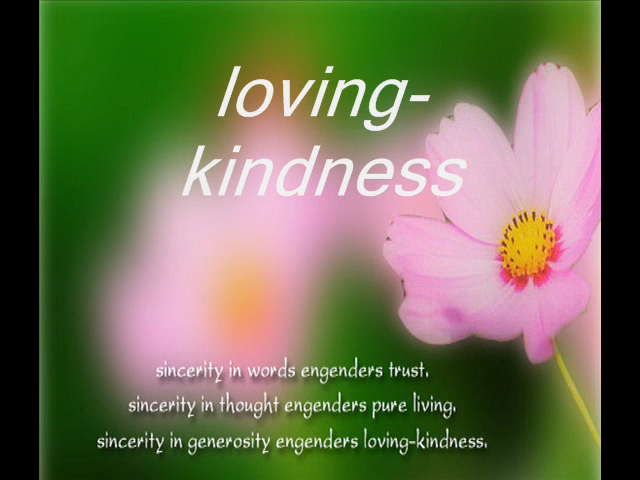 loving-
kindness
sincerity in words engenders trust.
sincerity in thought engenders pure living.
sincerity in generosity engenders loving-kindness.